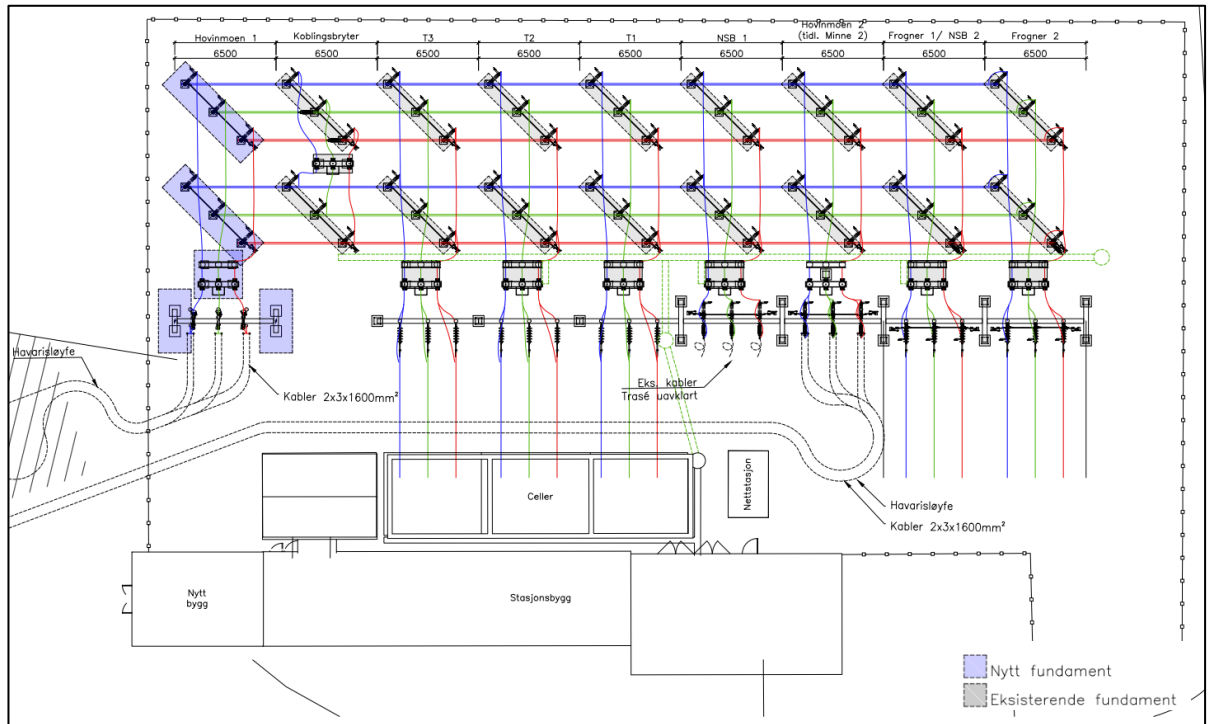 Hovinmoen 1
Koblingsbryter
T3
T2
T1
NSB 1
Hovinmoen 2
(tidl. Minne 2)
Frogner 1/ NSB 2
Frogner 2
6500 6500 6500 6500 6500 6500 6500 6500 6500
Havarisløyfe
Kabler 2x3x1600mm²
Eks. kabler
Trasé uavklart
Celler
Nettstasjon
Havarisløyfe
Kabler 2x3x1600mm²
Nytt
bygg
Stasjonsbygg
Nytt fundament
Eksisterende fundament